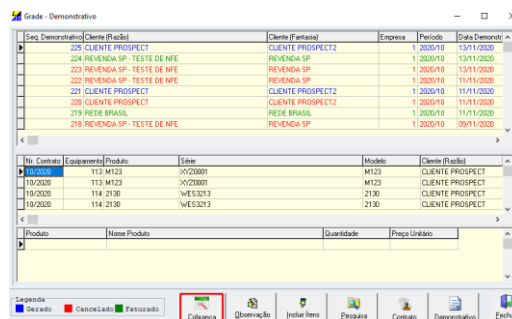 Grade - Demonstrativo
Seq. Demonstrativo Cliente (Razão) Cliente (Fantasia) Empresa Período Data Demonstr
225 CLIENTE PROSPECT CLIENTE PROSPECT2 1 2020/10 13/11/2020
224 REVENDA SP - TESTE DE NFE REVENDA SP 1 2020/10 13/11/2020
223 REVENDA SP - TESTE DE NFE REVENDA SP 1 2020/10 13/11/2020
222 REVENDA SP - TESTE DE NFE REVENDA SP 1 2020/10 11/11/2020
221 CLIENTE PROSPECT CLIENTE PROSPECT2 1 2020/10 11/11/2020
220 CLIENTE PROSPECT CLIENTE PROSPECT2 1 2020/10 11/11/2020
219 REDE BRASIL REDE BRASIL 1 2020/10 11/11/2020
218 REVENDA SP - TESTE DE NFE REVENDA SP 1 2020/10 09/11/2020
Nr. Contrato Equipamento Produto Série Modelo Cliente (Razão)
10/2020 113 M123 XYZ0001 M123 CLIENTE PROSPECT
10/2020 113 M123 XYZ0001 M123 CLIENTE PROSPECT
10/2020 114 2130 WES3213 2130 CLIENTE PROSPECT
10/2020 114 2130 WES3213 2130 CLIENTE PROSPECT
Produto Nome Produto Quantidade Preço Unitário
Legenda
Gerado Cancelado Faturado
Cobrança Observação Incluir Itens Pesquisa Contrato Demonstrativo Fecha